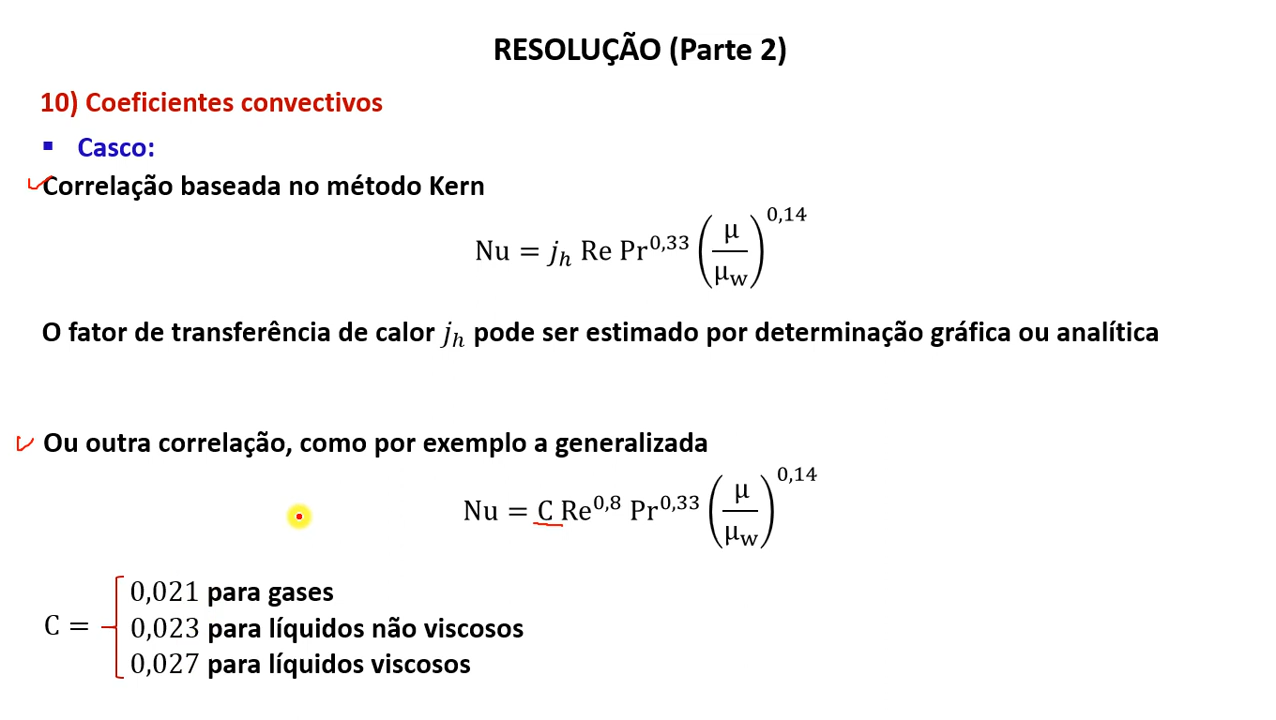 RESOLUÇÃO (Parte 2)
10) Coeficientes convectivos
▪ Casco:
Correlação baseada no método Kern
Nu = j_h Re Pr^0,33 (μ/μ_w)^0,14
O fator de transferência de calor j_h pode ser estimado por determinação gráfica ou analítica
Ou outra correlação, como por exemplo a generalizada
Nu = C Re^0,8 Pr^0,33 (μ/μ_w)^0,14
0,021 para gases
C = 0,023 para líquidos não viscosos
0,027 para líquidos viscosos